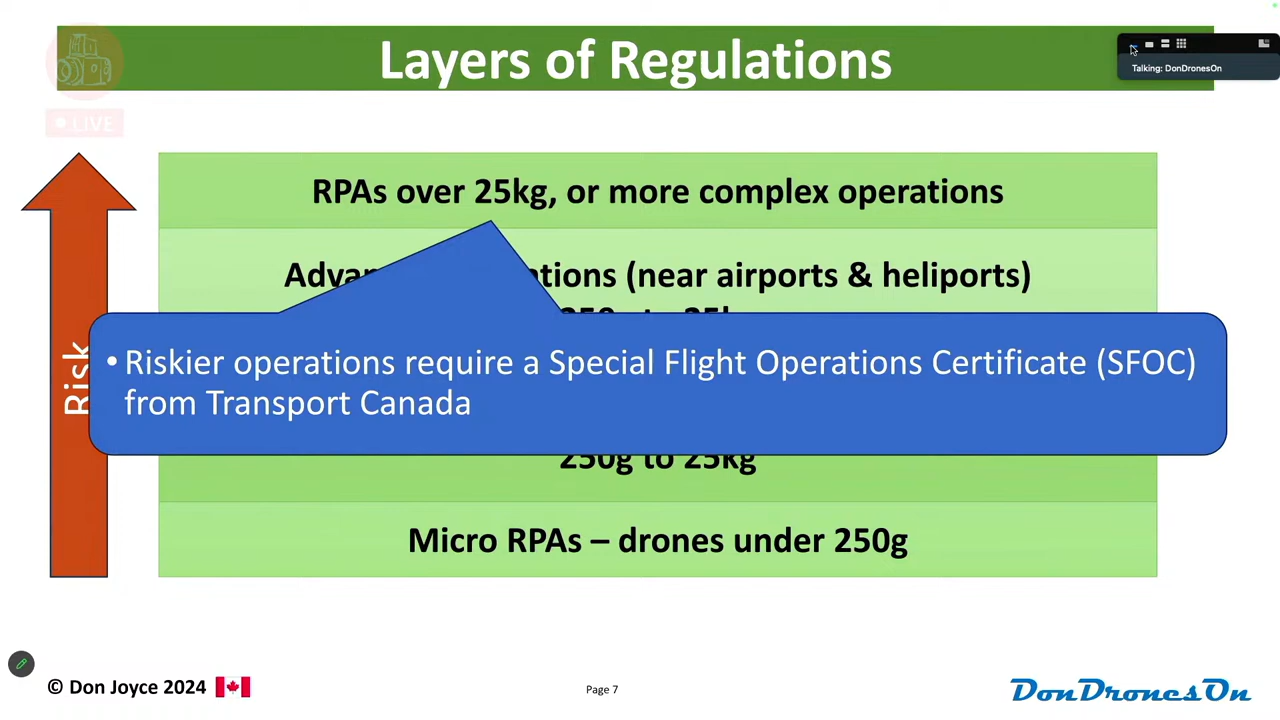 Layers of Regulations
LIVE
Talking: DonDronesOn
RPAs over 25kg, or more complex operations
(near airports & heliports)
Risk
• Riskier operations require a Special Flight Operations Certificate (SFOC)
from Transport Canada
250g to 25kg
Micro RPAs – drones under 250g
© Don Joyce 2024
Page 7
DonDronesOn